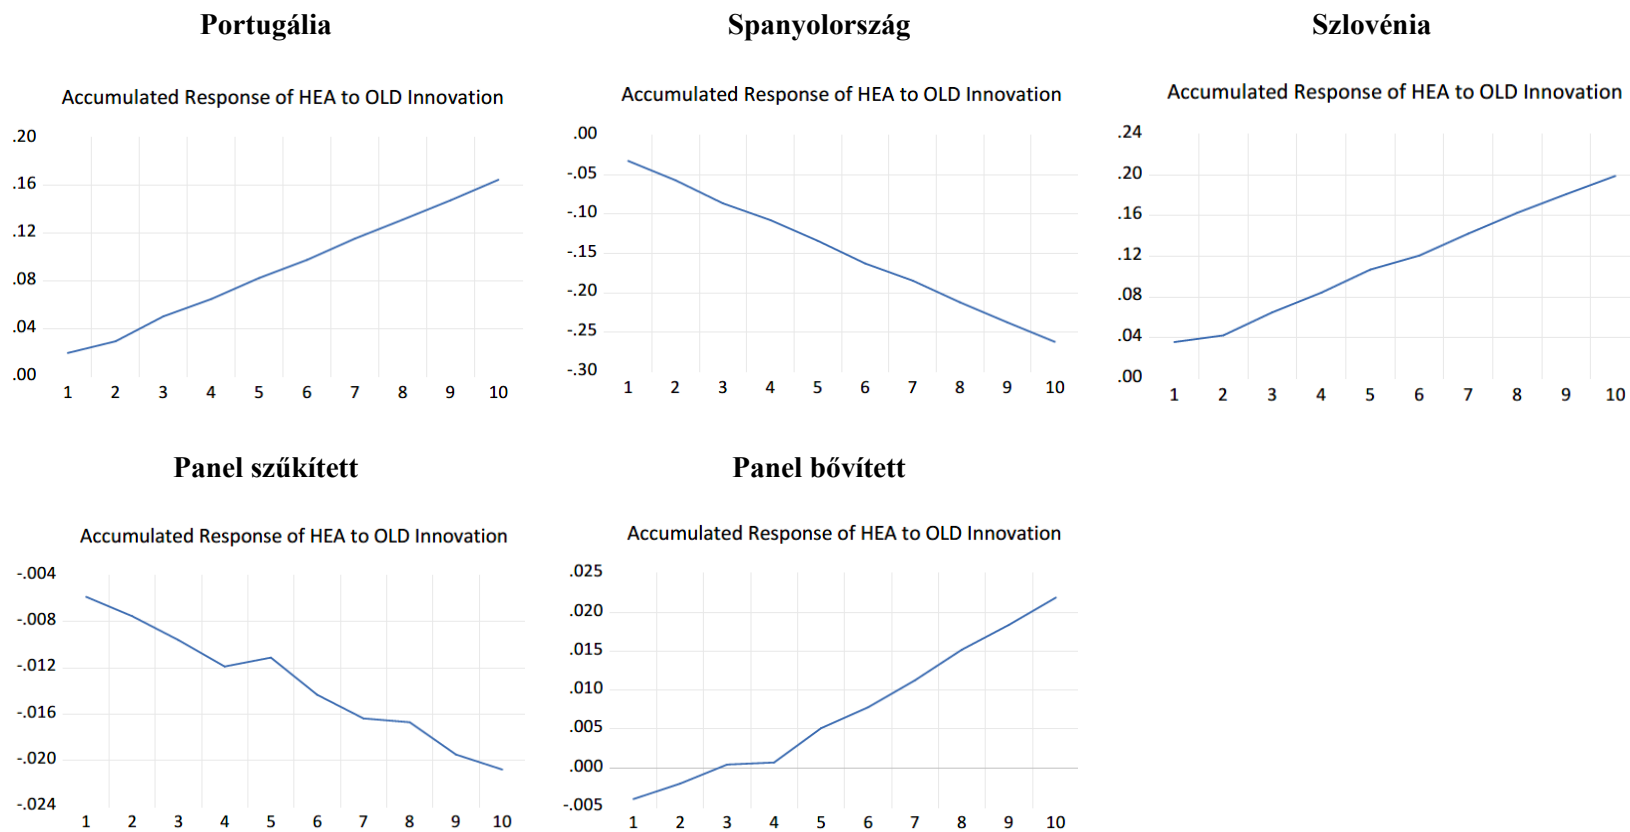 Portugália
Spanyolország
Szlovénia
Accumulated Response of HEA to OLD Innovation
.20
.16
.12
.08
.04
.00
1 2 3 4 5 6 7 8 9 10
Accumulated Response of HEA to OLD Innovation
.00
-.05
-.10
-.15
-.20
-.25
-.30
1 2 3 4 5 6 7 8 9 10
Accumulated Response of HEA to OLD Innovation
.24
.20
.16
.12
.08
.04
.00
1 2 3 4 5 6 7 8 9 10
Panel szűkített
Panel bővített
Accumulated Response of HEA to OLD Innovation
-.004
-.008
-.012
-.016
-.020
-.024
1 2 3 4 5 6 7 8 9 10
Accumulated Response of HEA to OLD Innovation
.025
.020
.015
.010
.005
.000
-.005
1 2 3 4 5 6 7 8 9 10